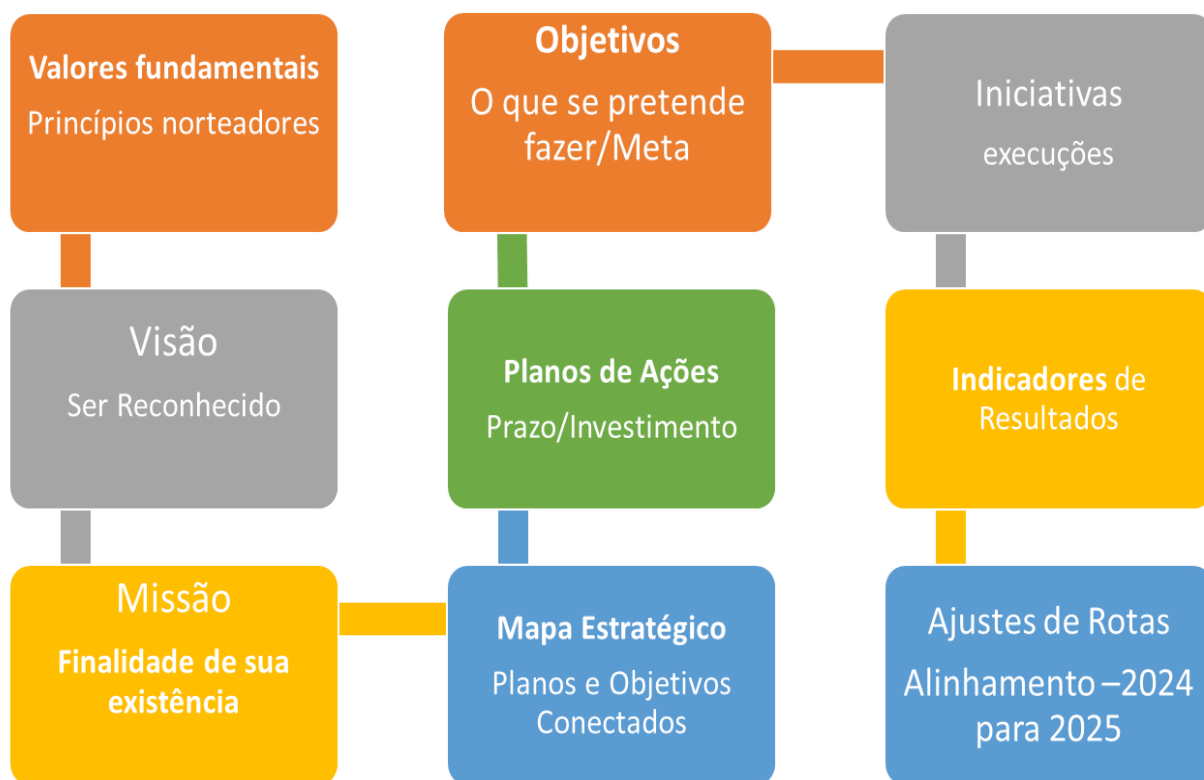 Valores fundamentais
Princípios norteadores
Visão
Ser Reconhecido
Missão
Finalidade de sua
existência
Mapa Estratégico
Planos e Objetivos
Conectados
Planos de Ações
Prazo/Investimento
Objetivos
O que se pretende
fazer/Meta
Iniciativas
execuções
Indicadores de
Resultados
Ajustes de Rotas
Alinhamento –2024
para 2025